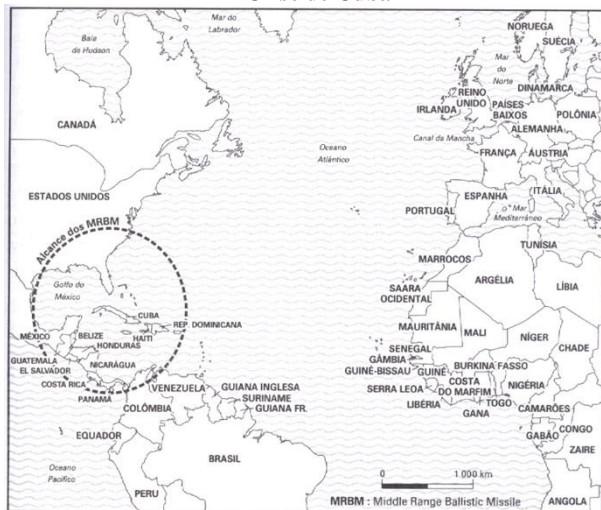 Baía
de Hudson
Mar do
Labrador
CANADÁ
ESTADOS UNIDOS
Oceano
Atlântico
NORUEGA
SUÉCIA
Mar
do
Norte
DINAMARCA
REINO
UNIDO
IRLANDA
PAÍSES
BAIXOS
POLÔNIA
ALEMANHA
Canal da Mancha
FRANÇA
ÁUSTRIA
ESPANHA
ITÁLIA
PORTUGAL
Mar
Mediterrâneo
TUNÍSIA
MARROCOS
ARGÉLIA
LÍBIA
SAARA
OCIDENTAL
MAURITÂNIA
MALI
NÍGER
CHADE
SENEGAL
GÂMBIA
GUINÉ-BISSAU
GUINÉ
BURKINA FASSO
SERRA LEOA
COSTA
DO MARFIM
NIGÉRIA
LIBÉRIA
TOGO
GANA
CAMARÕES
GABÃO
CONGO
ZAIRE
ANGOLA
Alcance dos MRBM
Golfo do
México
CUBA
REP. DOMINICANA
HAITI
MÉXICO
BELIZE
HONDURAS
GUATEMALA
EL SALVADOR
NICARÁGUA
COSTA RICA
PANAMÁ
VENEZUELA
GUIANA INGLESA
SURINAME
GUIANA FR.
COLÔMBIA
EQUADOR
BRASIL
Oceano
Pacífico
PERU
0 1 000 km
MRBM : Middle Range Ballistic Missile